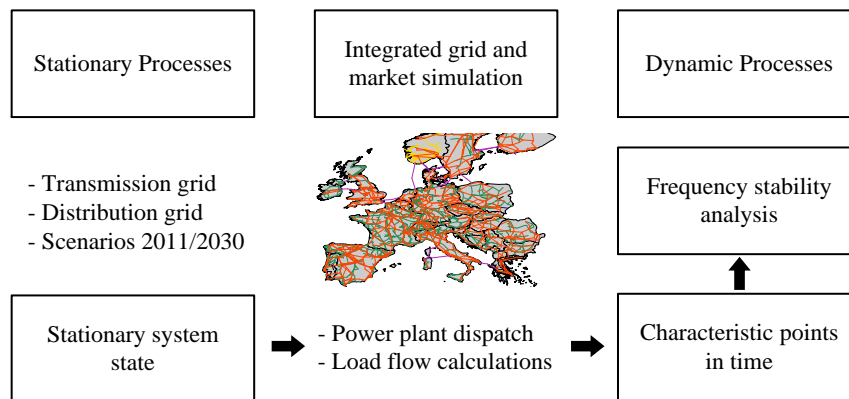 Stationary Processes
Integrated grid and
market simulation
Dynamic Processes
- Transmission grid
- Distribution grid
- Scenarios 2011/2030
Frequency stability
analysis
Stationary system
state
- Power plant dispatch
- Load flow calculations
Characteristic points
in time